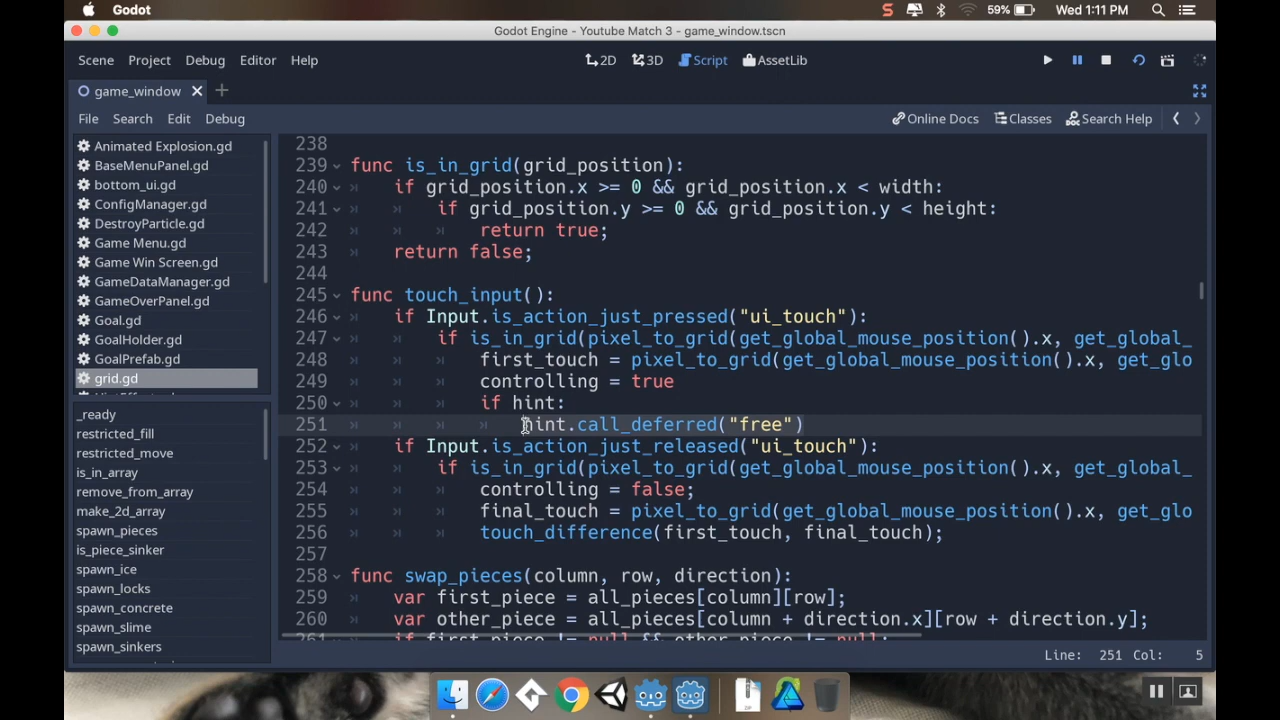 Godot
59%
Wed 1:11 PM
Godot Engine - Youtube Match 3 - game_window.tscn
Scene Project Debug Editor Help
2D 3D Script AssetLib
game_window
File Search Edit Debug
Online Docs Classes Search Help
Animated Explosion.gd
BaseMenuPanel.gd
bottom_ui.gd
ConfigManager.gd
DestroyParticle.gd
Game Menu.gd
Game Win Screen.gd
GameDataManager.gd
GameOverPanel.gd
Goal.gd
GoalHolder.gd
GoalPrefab.gd
grid.gd
_ready
restricted_fill
restricted_move
is_in_array
remove_from_array
make_2d_array
spawn_pieces
is_piece_sinker
spawn_ice
spawn_locks
spawn_concrete
spawn_slime
spawn_sinkers
238
239 func is_in_grid(grid_position):
240 if grid_position.x >= 0 && grid_position.x < width:
241 if grid_position.y >= 0 && grid_position.y < height:
242 return true;
243 return false;
244
245 func touch_input():
246 if Input.is_action_just_pressed("ui_touch"):
247 if is_in_grid(pixel_to_grid(get_global_mouse_position().x, get_global_
248 first_touch = pixel_to_grid(get_global_mouse_position().x, get_glo
249 controlling = true
250 if hint:
251 hint.call_deferred("free")
252 if Input.is_action_just_released("ui_touch"):
253 if is_in_grid(pixel_to_grid(get_global_mouse_position().x, get_global_
254 controlling = false;
255 final_touch = pixel_to_grid(get_global_mouse_position().x, get_glo
256 touch_difference(first_touch, final_touch);
257
258 func swap_pieces(column, row, direction):
259 var first_piece = all_pieces[column][row];
260 var other_piece = all_pieces[column + direction.x][row + direction.y];
261 if first_piece != null && other_piece != null:
Line: 251 Col: 5